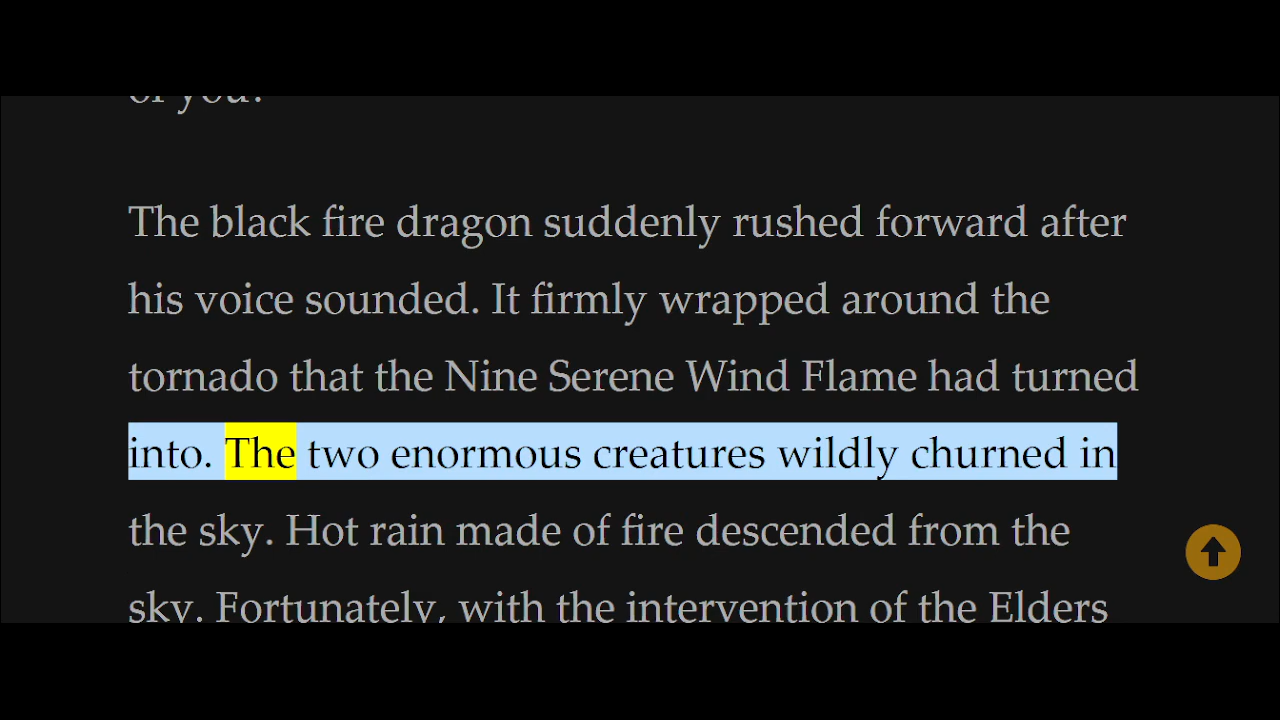 of you?
The black fire dragon suddenly rushed forward after
his voice sounded. It firmly wrapped around the
tornado that the Nine Serene Wind Flame had turned
into. The two enormous creatures wildly churned in
the sky. Hot rain made of fire descended from the
sky. Fortunately, with the intervention of the Elders